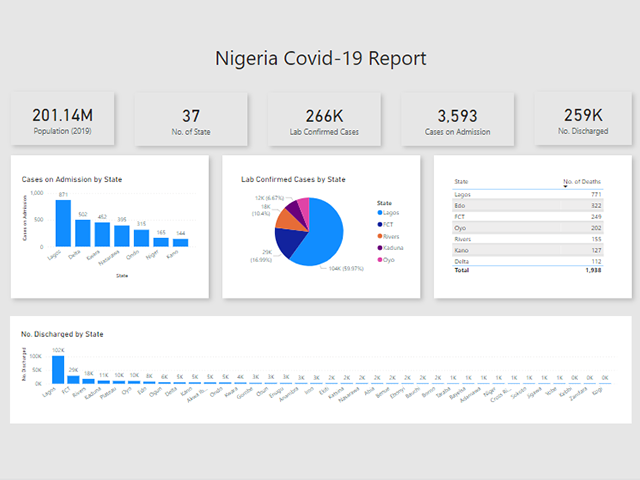 Nigeria Covid-19 Report
201.14M
Population (2019)
37
No. of State
266K
Lab Confirmed Cases
3,593
Cases on Admission
259K
No. Discharged
Cases on Admission by State
Cases on Admission
1,000
500
0
871
502
452
395
315
165
144
Lagos
Delta
Kwara
Nasarawa
Ondo
Niger
Kano
State
Lab Confirmed Cases by State
12K (6.67%)
18K
(10.4%)
29K
(16.99%)
104K (59.97%)
State
Lagos
FCT
Rivers
Kaduna
Oyo
State No. of Deaths
Lagos 771
Edo 322
FCT 249
Oyo 202
Rivers 155
Kano 127
Delta 112
Total 1,938
No. Discharged by State
No. Discharged
100K
50K
0K
102K 29K 18K 11K 10K 10K 8K 6K 5K 5K 5K 5K 4K 3K 3K 3K 3K 3K 2K 2K 2K 2K 2K 2K 2K 2K 1K 1K 1K 1K 1K 1K 1K 0K 0K 0K
Lagos FCT Rivers Kaduna Plateau Oyo Edo Ogun Delta Ondo Kwara Gombe Osun Enugu Anambra Imo Ekiti Katsina Nasarawa Abia Benue Ebonyi Bauchi Borno Taraba Bayelsa Adamawa Niger Cross Ri... Sokoto Jigawa Yobe Kebbi Zamfara Kogi